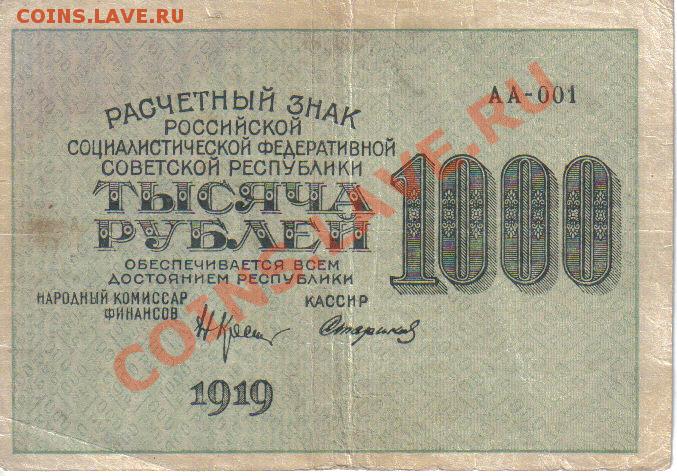 COINS.LAVE.RU
АА-001
РАСЧЕТНЫЙ ЗНАК
РОССИЙСКОЙ
СОЦИАЛИСТИЧЕСКОЙ ФЕДЕРАТИВНОЙ
СОВЕТСКОЙ РЕСПУБЛИКИ
ТЫСЯЧА
РУБЛЕЙ
1000
ОБЕСПЕЧИВАЕТСЯ ВСЕМ
ДОСТОЯНИЕМ РЕСПУБЛИКИ
НАРОДНЫЙ КОМИССАР
ФИНАНСОВ
КАССИР
Стариков
1919
COINS.LAVE.RU